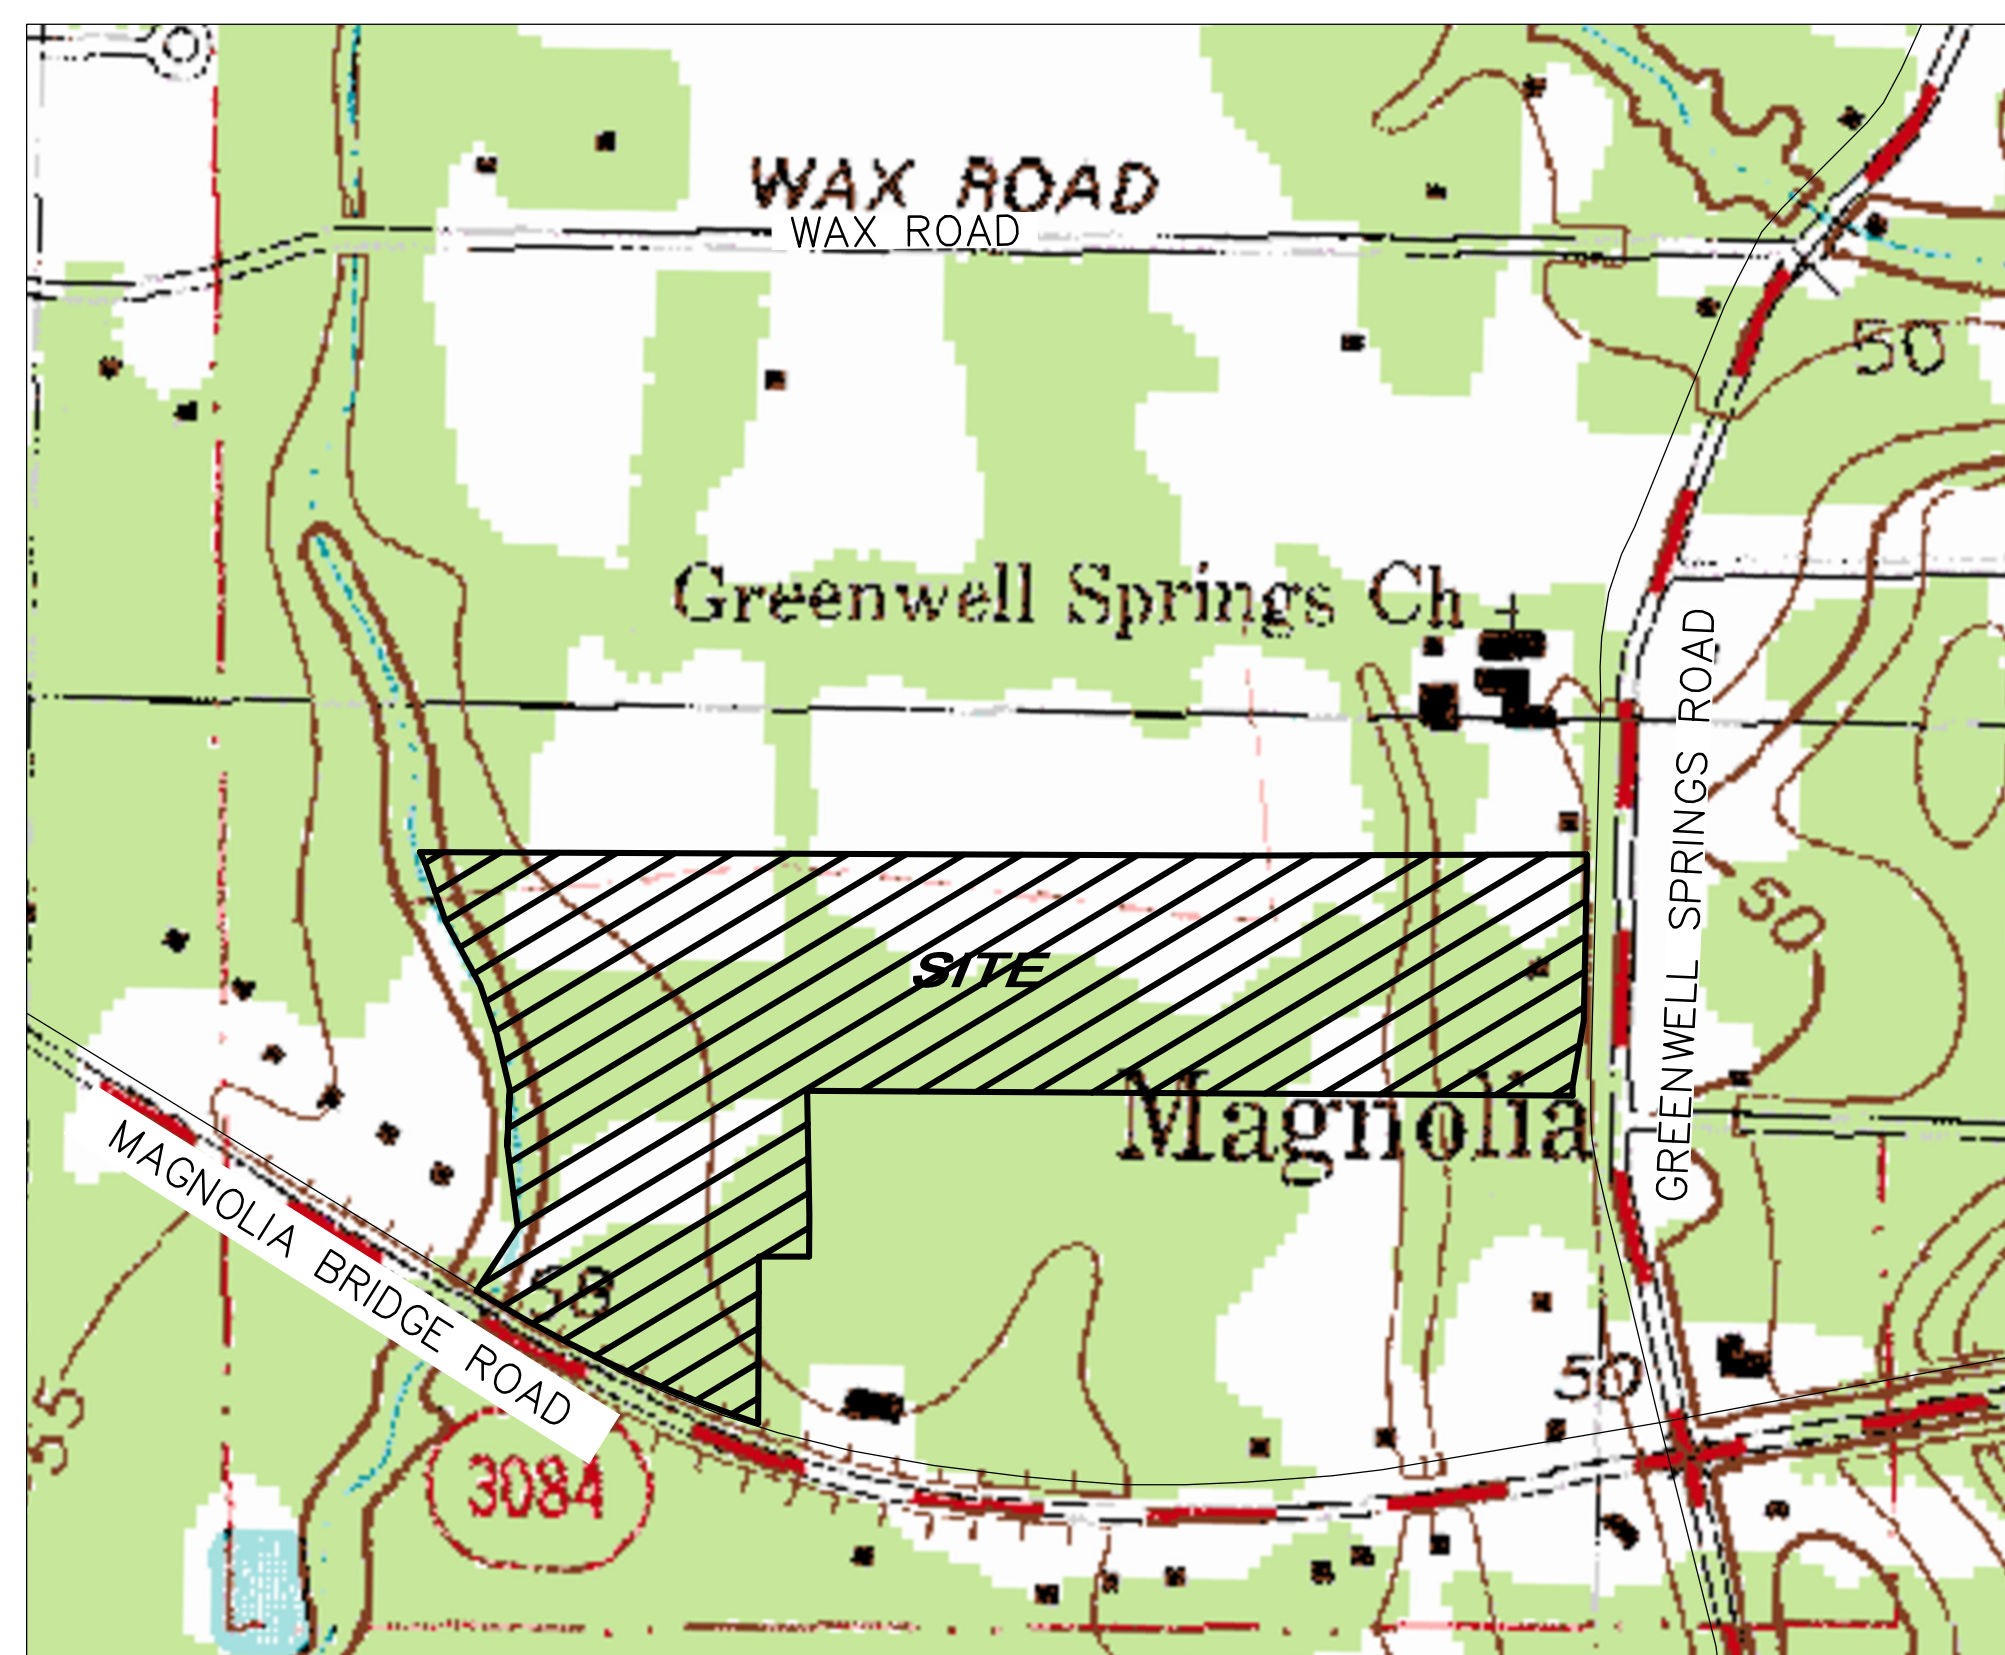 WAX ROAD
WAX ROAD
50
Greenwell Springs Ch
GREENWELL SPRINGS ROAD
50
SITE
Magnolia
MAGNOLIA BRIDGE ROAD
58
50
35
3084